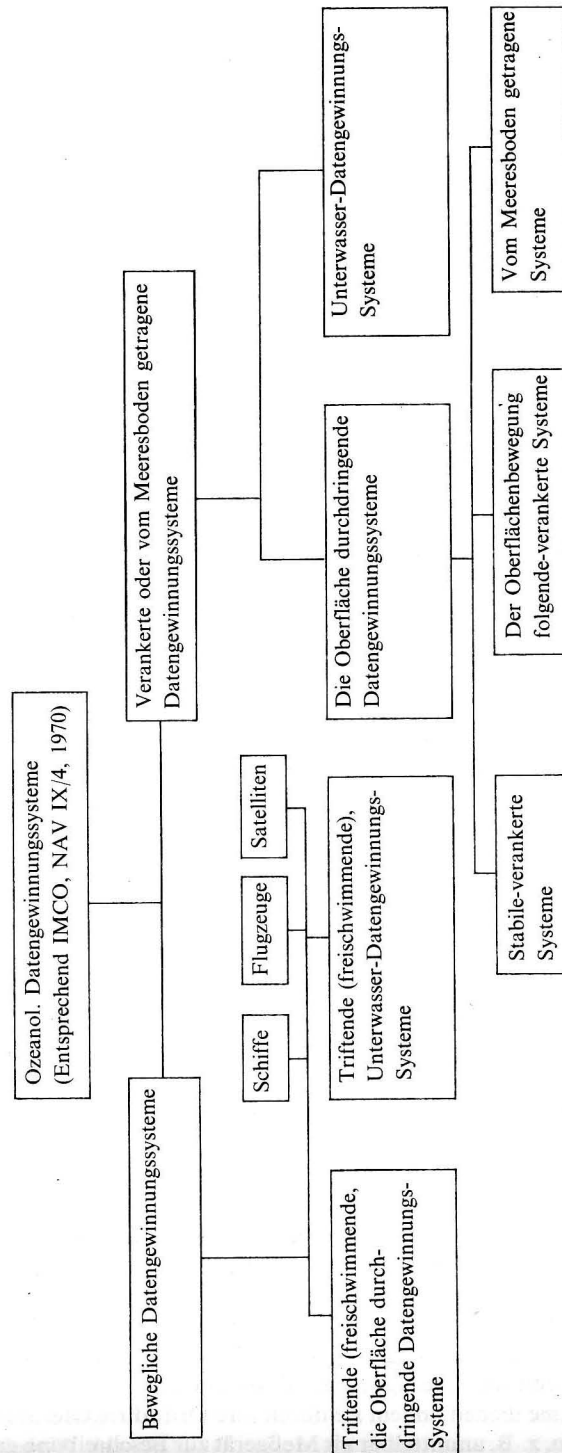 Ozeanol. Datengewinnungssysteme
(Entsprechend IMCO, NAV IX/4, 1970)
Bewegliche Datengewinnungssysteme
Verankerte oder vom Meeresboden getragene
Datengewinnungssysteme
Schiffe
Flugzeuge
Satelliten
Triftende (freischwimmende,
die Oberfläche durch-
dringende Datengewinnungs-
Systeme
Triftende (freischwimmende),
Unterwasser-Datengewinnungs-
Systeme
Die Oberfläche durchdringende
Datengewinnungssysteme
Unterwasser-Datengewinnungs-
Systeme
Stabile-verankerte
Systeme
Der Oberflächenbewegung
folgende-verankerte Systeme
Vom Meeresboden getragene
Systeme